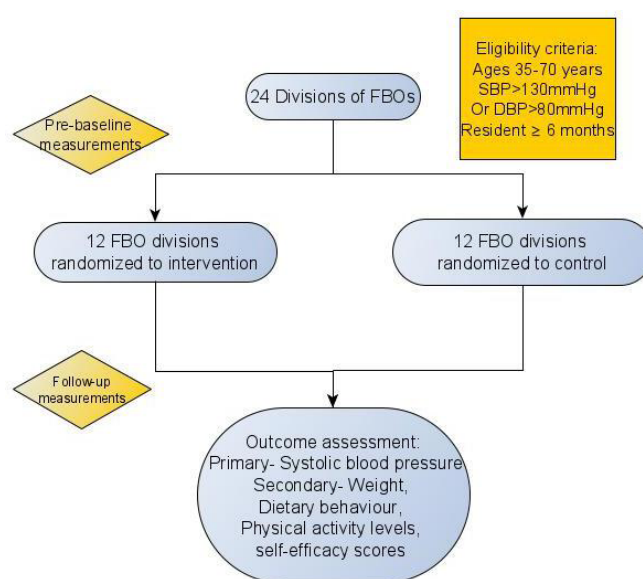 Eligibility criteria:
Ages 35-70 years
SBP>130mmHg
Or DBP>80mmHg
Resident ≥ 6 months
24 Divisions of FBOs
Pre-baseline
measurements
12 FBO divisions
randomized to intervention
12 FBO divisions
randomized to control
Follow-up
measurements
Outcome assessment:
Primary- Systolic blood pressure
Secondary- Weight,
Dietary behaviour,
Physical activity levels,
self-efficacy scores